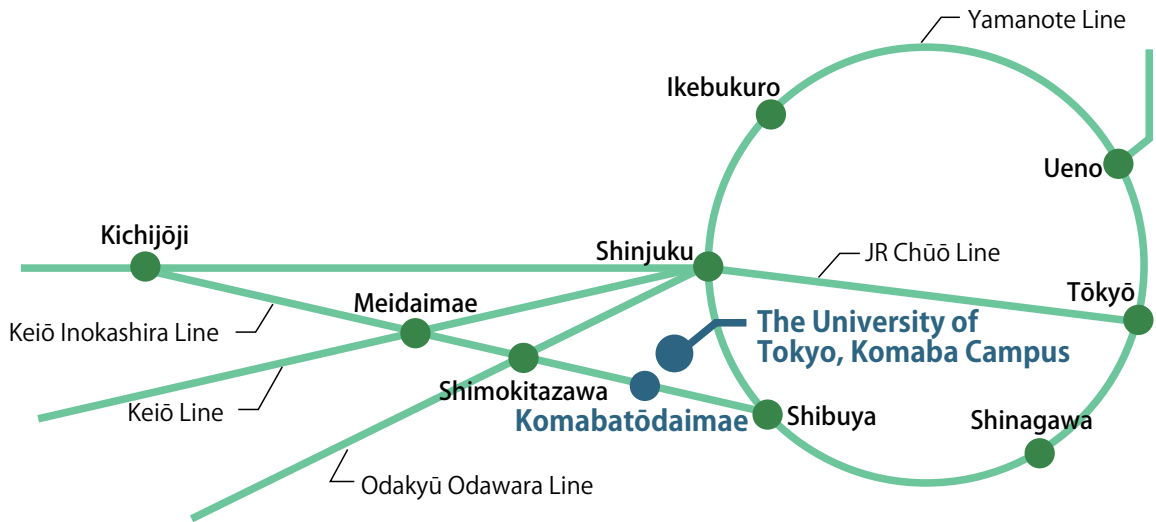 Yamanote Line
Ikebukuro
Ueno
Kichijōji
Shinjuku
JR Chūō Line
Tōkyō
Meidaimae
Keiō Inokashira Line
The University of
Tokyo, Komaba Campus
Shimokitazawa
Keiō Line
Komabatōdaimae
Shibuya
Shinagawa
Odakyū Odawara Line